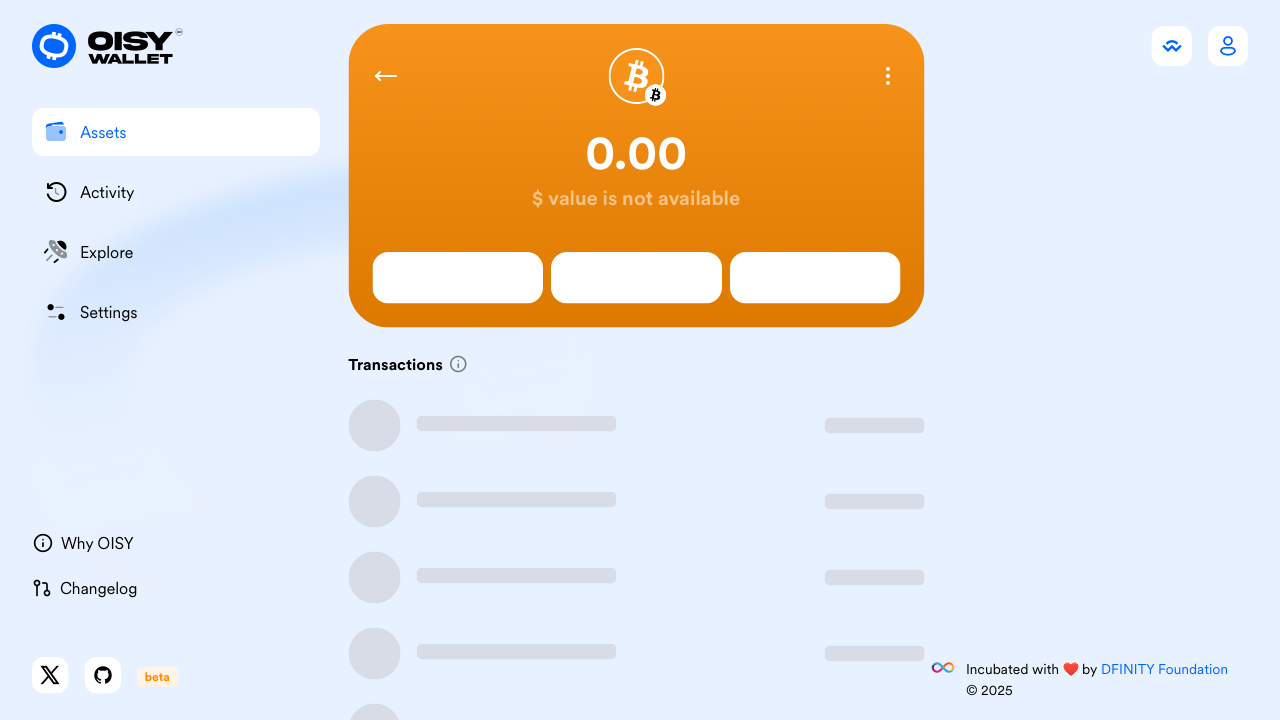 OISY
WALLET
Assets
Activity
Explore
Settings
Why OISY
Changelog
beta
0.00
$ value is not available
Transactions
Incubated with ❤️ by DFINITY Foundation
© 2025